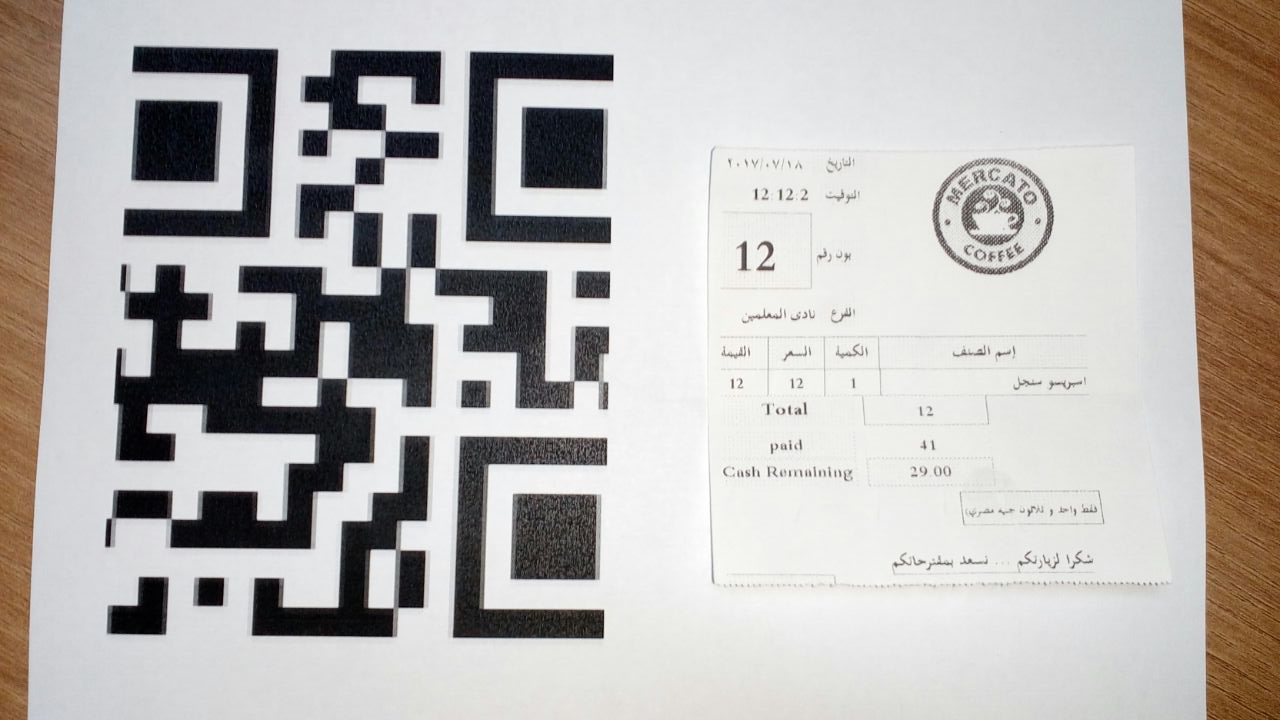 MERCATO
COFFEE
التاريخ ٢٠١٧/٠٧/١٨
التوقيت 12:12:2
بون رقم 12
الفرع نادى المعلمين
إسم الصنف الكمية السعر القيمة
اسبريسو سنجل 1 12 12
Total 12
paid 41
Cash Remaining 29.00
فقط واحد و ثلاثون جنيه مصري)
شكرا لزيارتكم ... نسعد بمقترحاتكم